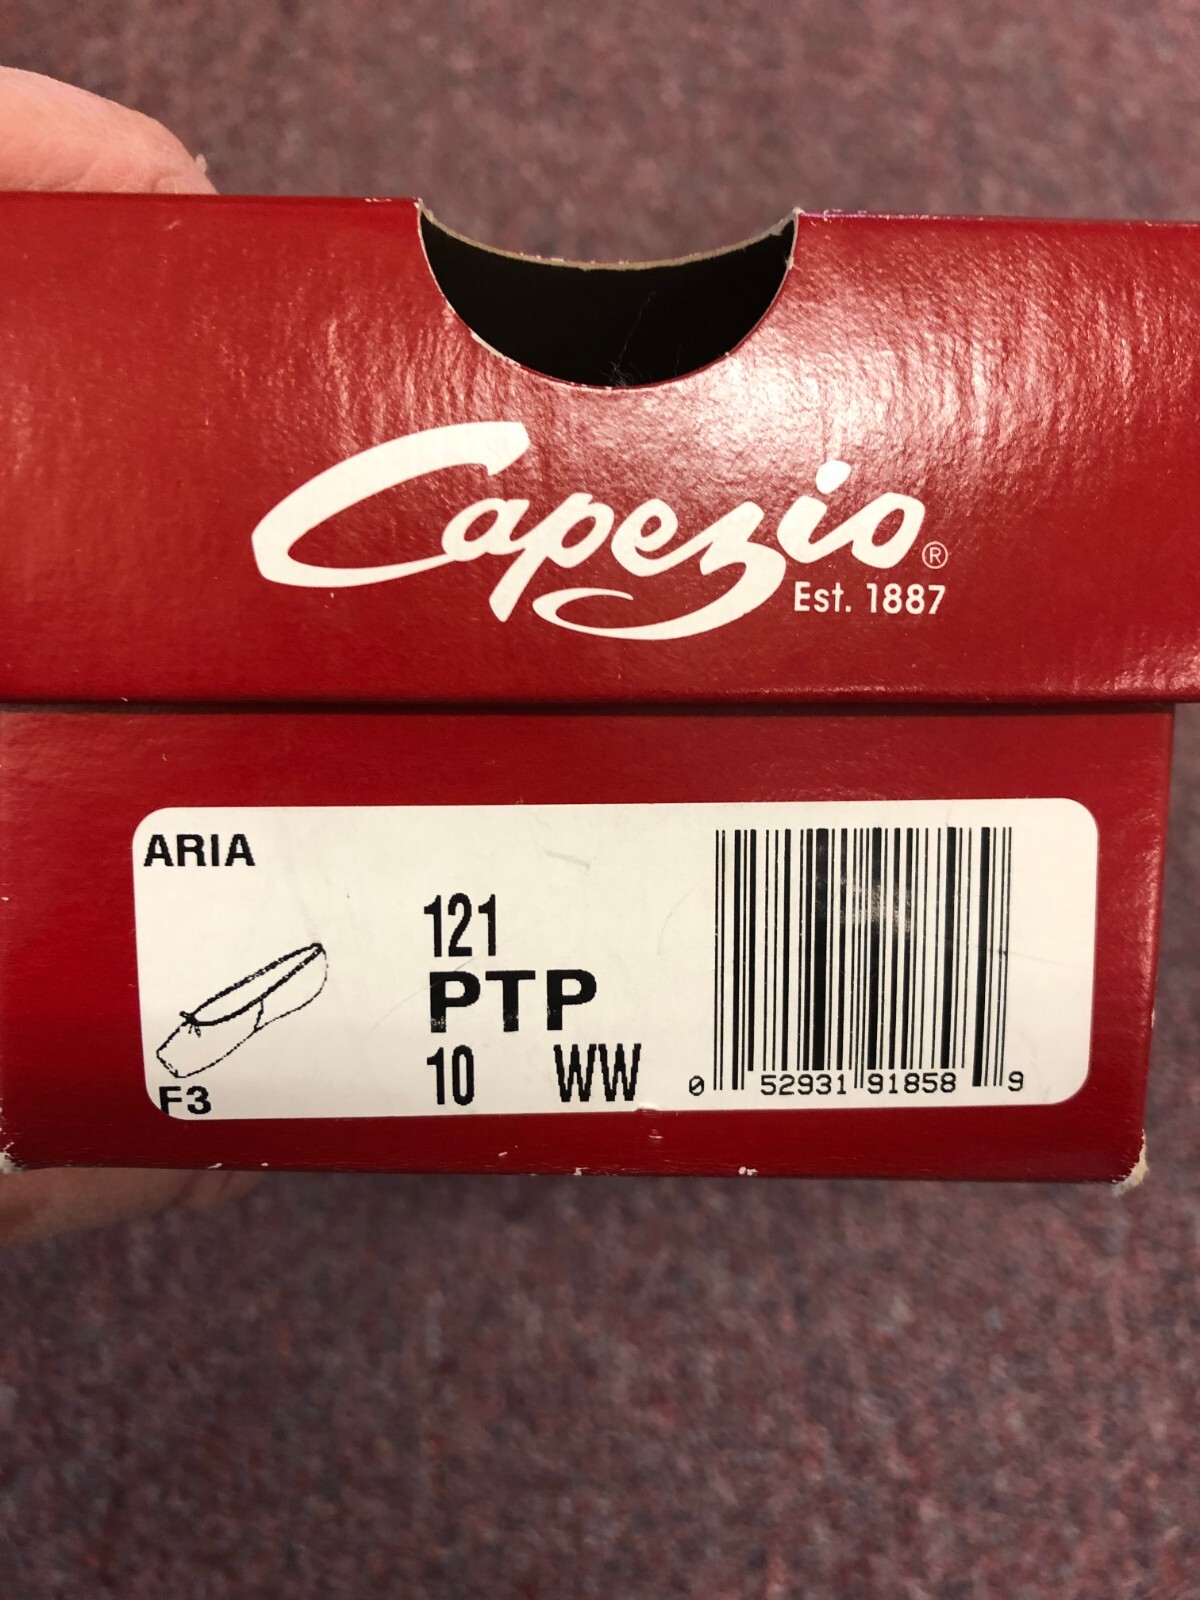 Capezio®
Est. 1887
ARIA
121
PTP
10 WW
F3
0 52931 91858 9